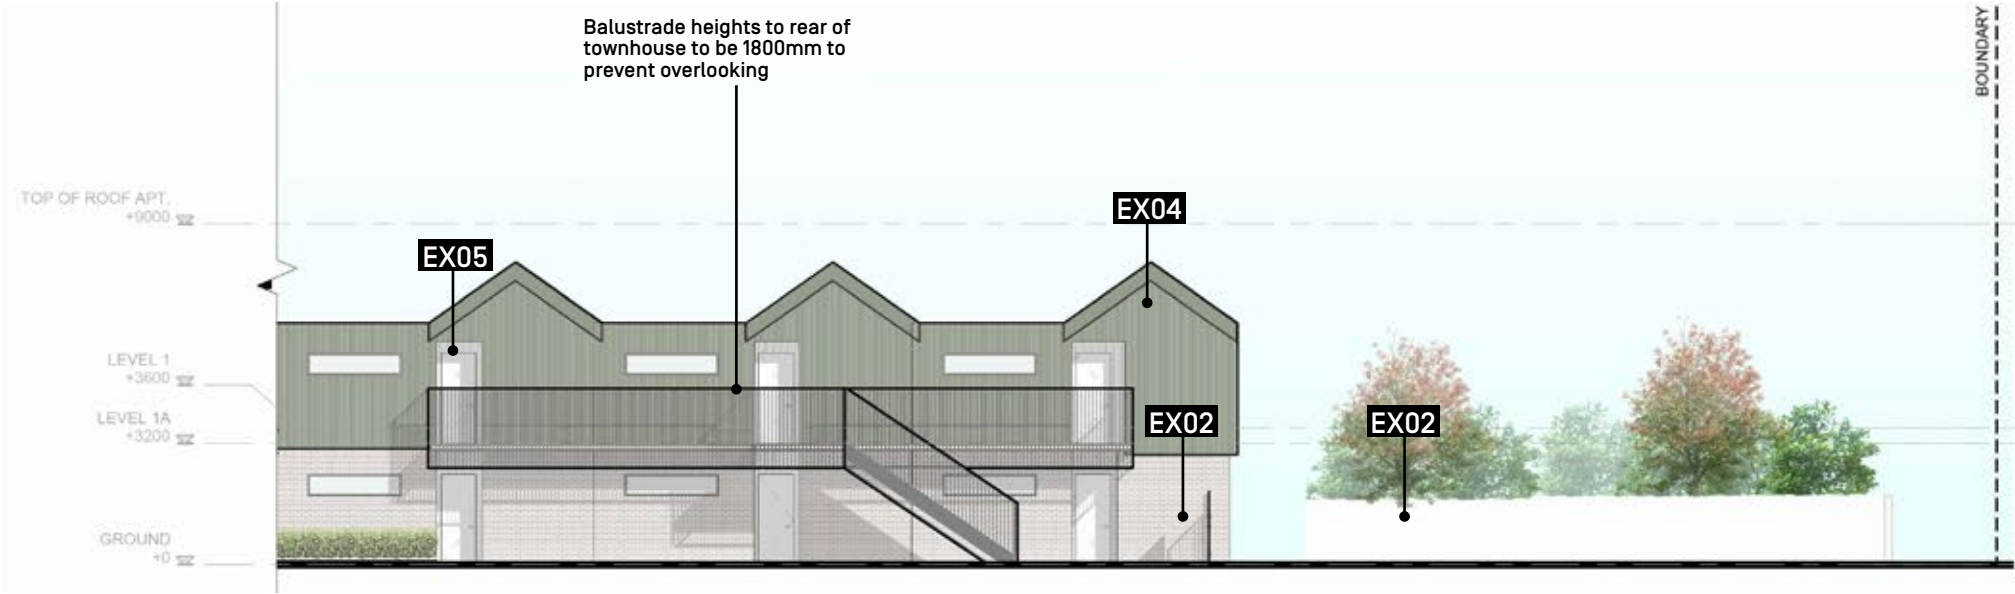 Balustrade heights to rear of
townhouse to be 1800mm to
prevent overlooking
BOUNDARY
TOP OF ROOF APT.
+9000
EX04
EX05
LEVEL 1
+3600
LEVEL 1A
+3200
EX02
EX02
GROUND
+0